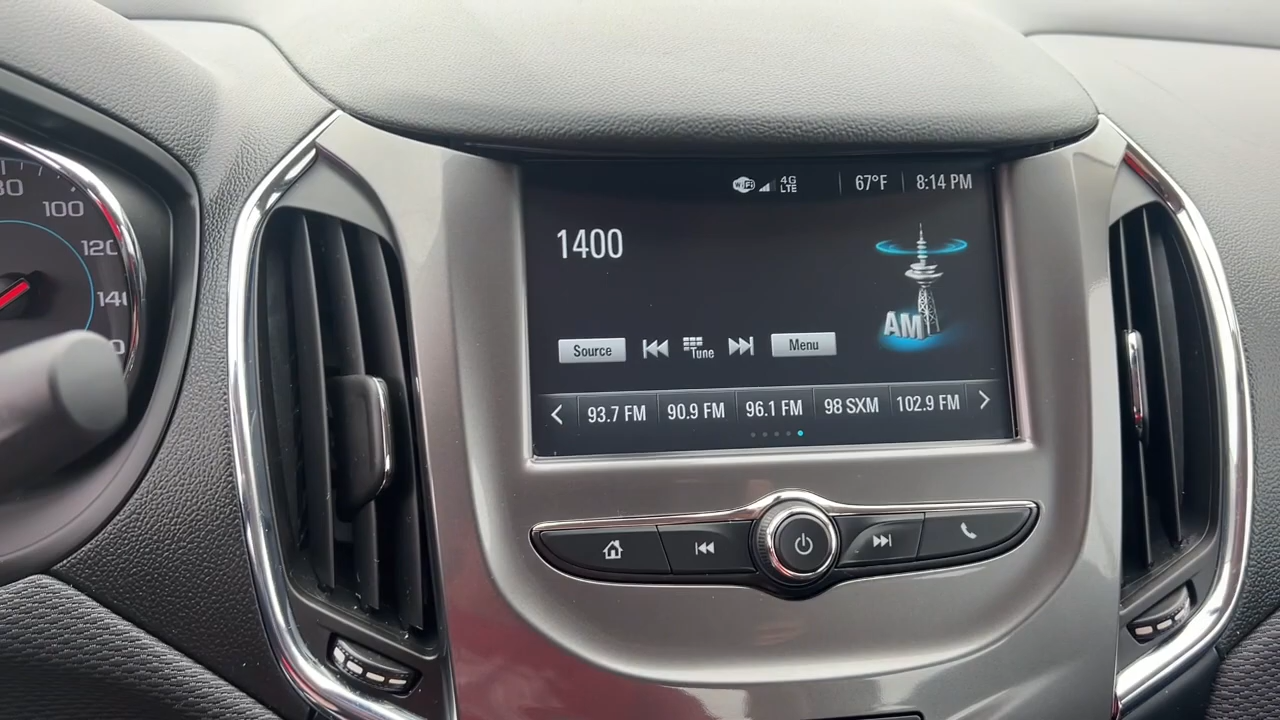 WiFi 4G LTE 67°F 8:14 PM
1400
AM
Source Tune Menu
93.7 FM 90.9 FM 96.1 FM 98 SXM 102.9 FM
80
100
120